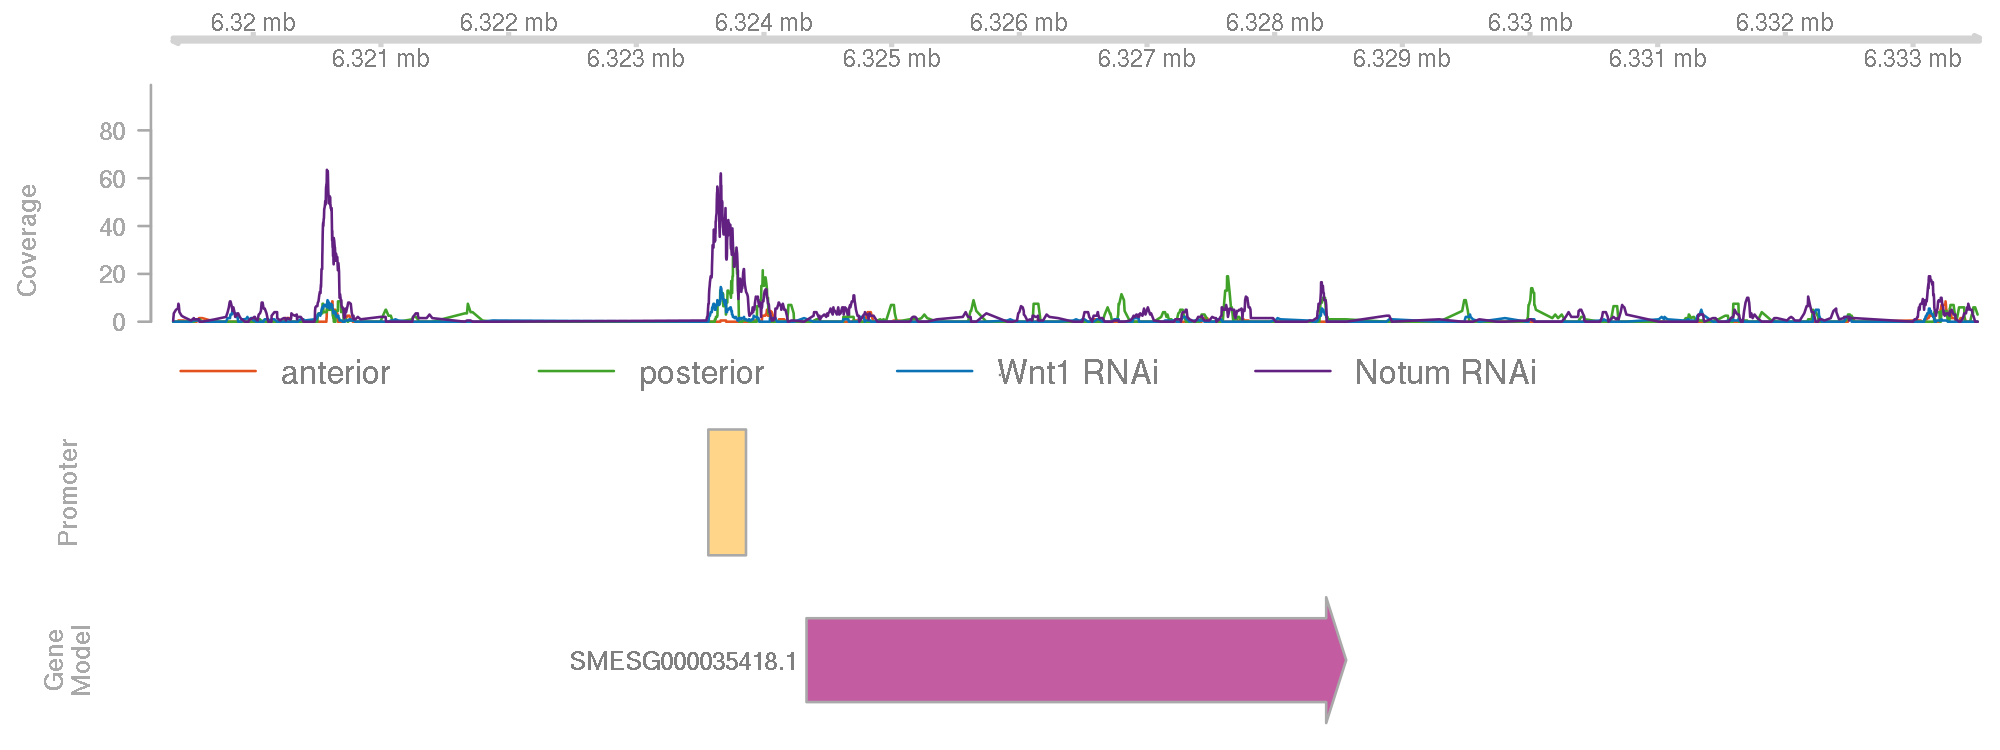 6.32 mb 6.322 mb 6.324 mb 6.326 mb 6.328 mb 6.33 mb 6.332 mb
6.321 mb 6.323 mb 6.325 mb 6.327 mb 6.329 mb 6.331 mb 6.333 mb
Coverage
80
60
40
20
0
anterior posterior Wnt1 RNAi Notum RNAi
Promoter
Gene
Model
SMESG000035418.1